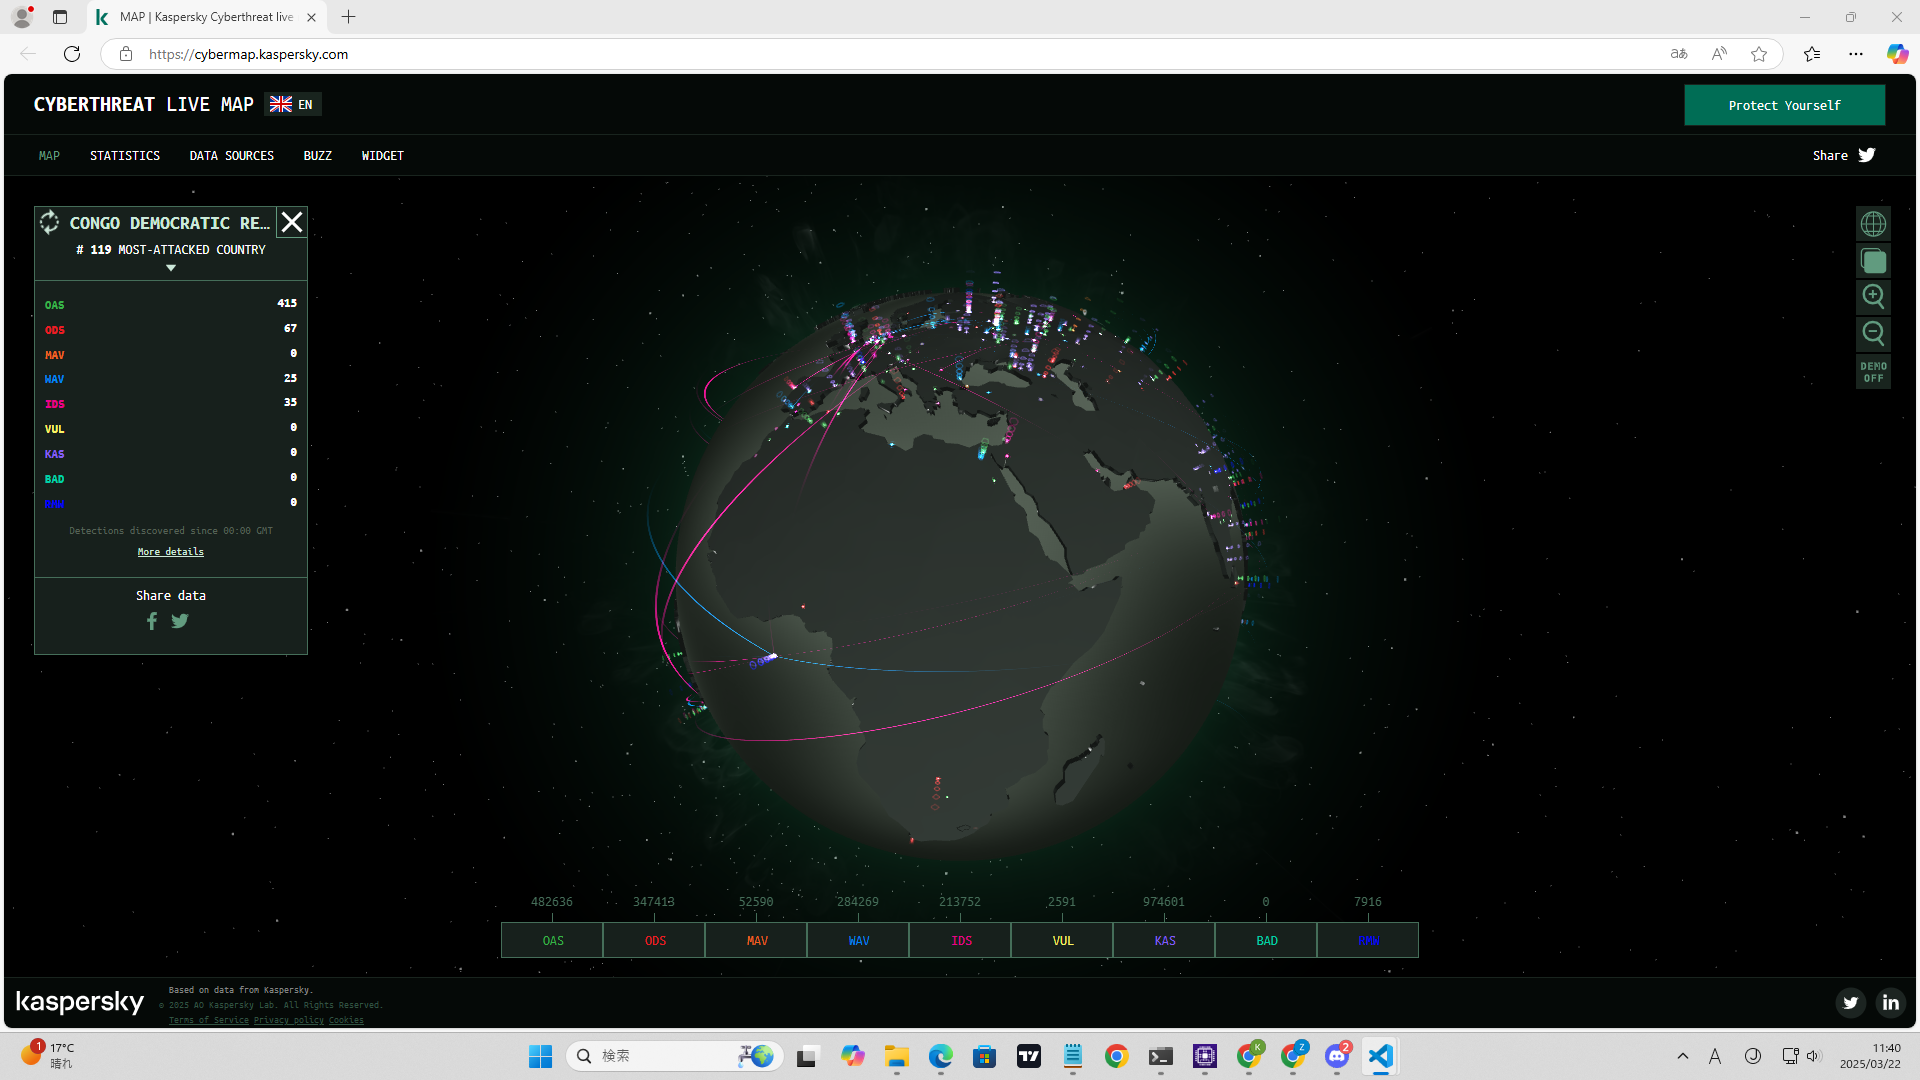 MAP | Kaspersky Cyberthreat live
https://cybermap.kaspersky.com
aあ
CYBERTHREAT LIVE MAP EN
Protect Yourself
MAP STATISTICS DATA SOURCES BUZZ WIDGET
Share
CONGO DEMOCRATIC RE...
# 119 MOST-ATTACKED COUNTRY
OAS 415
ODS 67
MAV 0
WAV 25
IDS 35
VUL 0
KAS 0
BAD 0
RMW 0
Detections discovered since 00:00 GMT
More details
Share data
DEMO
OFF
482636 347413 52590 284269 213752 2591 974601 0 7916
OAS ODS MAV WAV IDS VUL KAS BAD RMW
kaspersky
Based on data from Kaspersky.
© 2025 AO Kaspersky Lab. All Rights Reserved.
Terms of Service Privacy policy Cookies
1
17°C
晴れ
検索
K
Z
2
A
11:40
2025/03/22